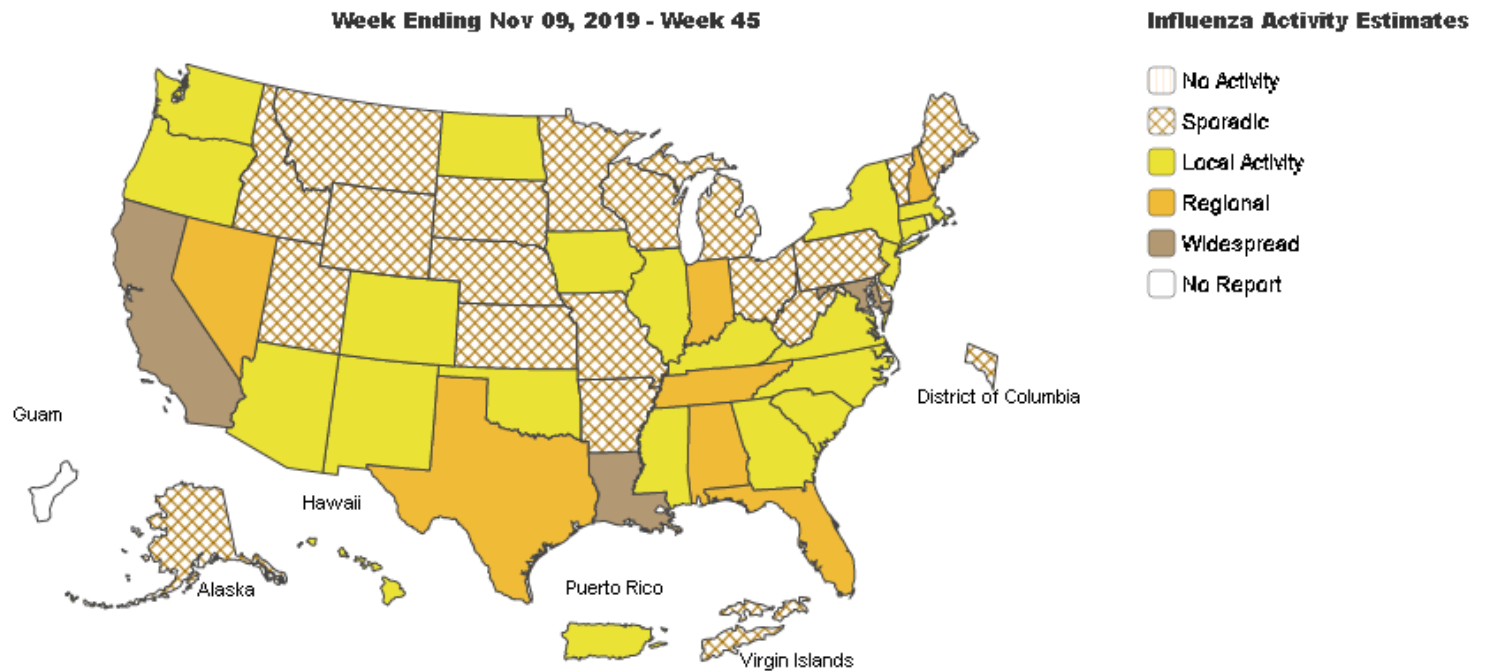 Week Ending Nov 09, 2019 - Week 45
Influenza Activity Estimates
No Activity
Sporadic
Local Activity
Regional
Widespread
No Report
District of Columbia
Guam
Hawaii
Alaska
Puerto Rico
Virgin Islands